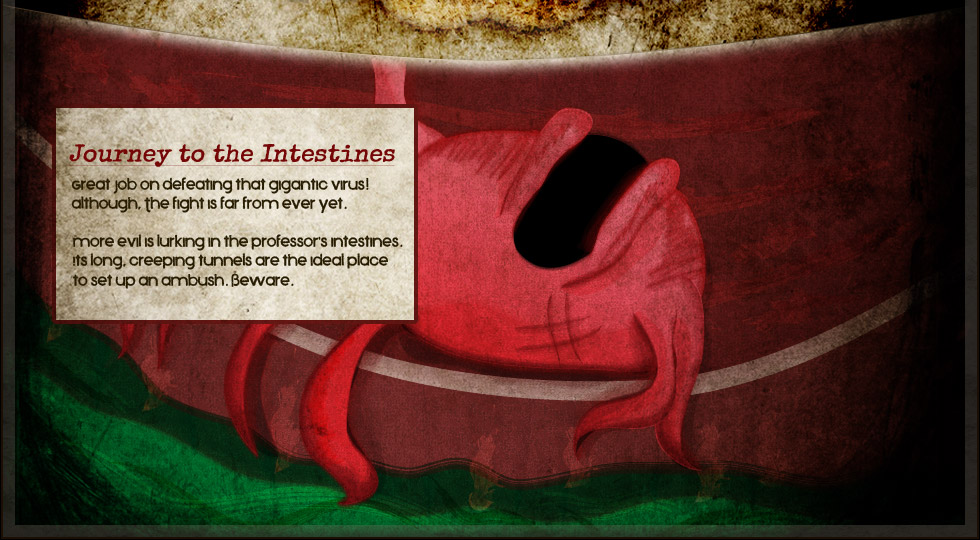 Journey to the Intestines
Great job on defeating that gigantic virus!
although, the fight is far from over yet.
more evil is lurking in the professor's intestines.
its long, creeping tunnels are the ideal place
to set up an ambush. Beware.